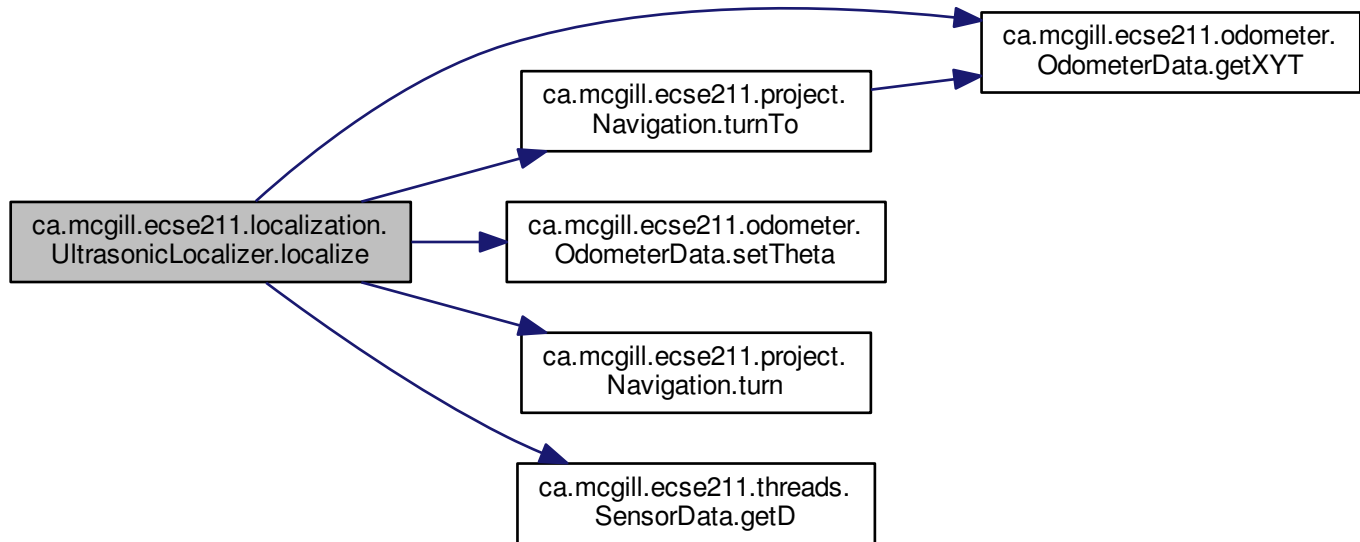 ca.mcgill.ecse211.localization.
UltrasonicLocalizer.localize
ca.mcgill.ecse211.odometer.
OdometerData.getXYT
ca.mcgill.ecse211.project.
Navigation.turnTo
ca.mcgill.ecse211.odometer.
OdometerData.setTheta
ca.mcgill.ecse211.project.
Navigation.turn
ca.mcgill.ecse211.threads.
SensorData.getD